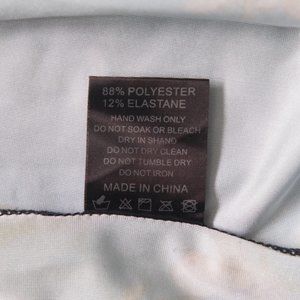 88% POLYESTER
12% ELASTANE
HAND WASH ONLY
DO NOT SOAK OR BLEACH
DRY IN SHAND
DO NOT DRY CLEAN
DO NOT TUMBLE DRY
DO NOT IRON
MADE IN CHINA